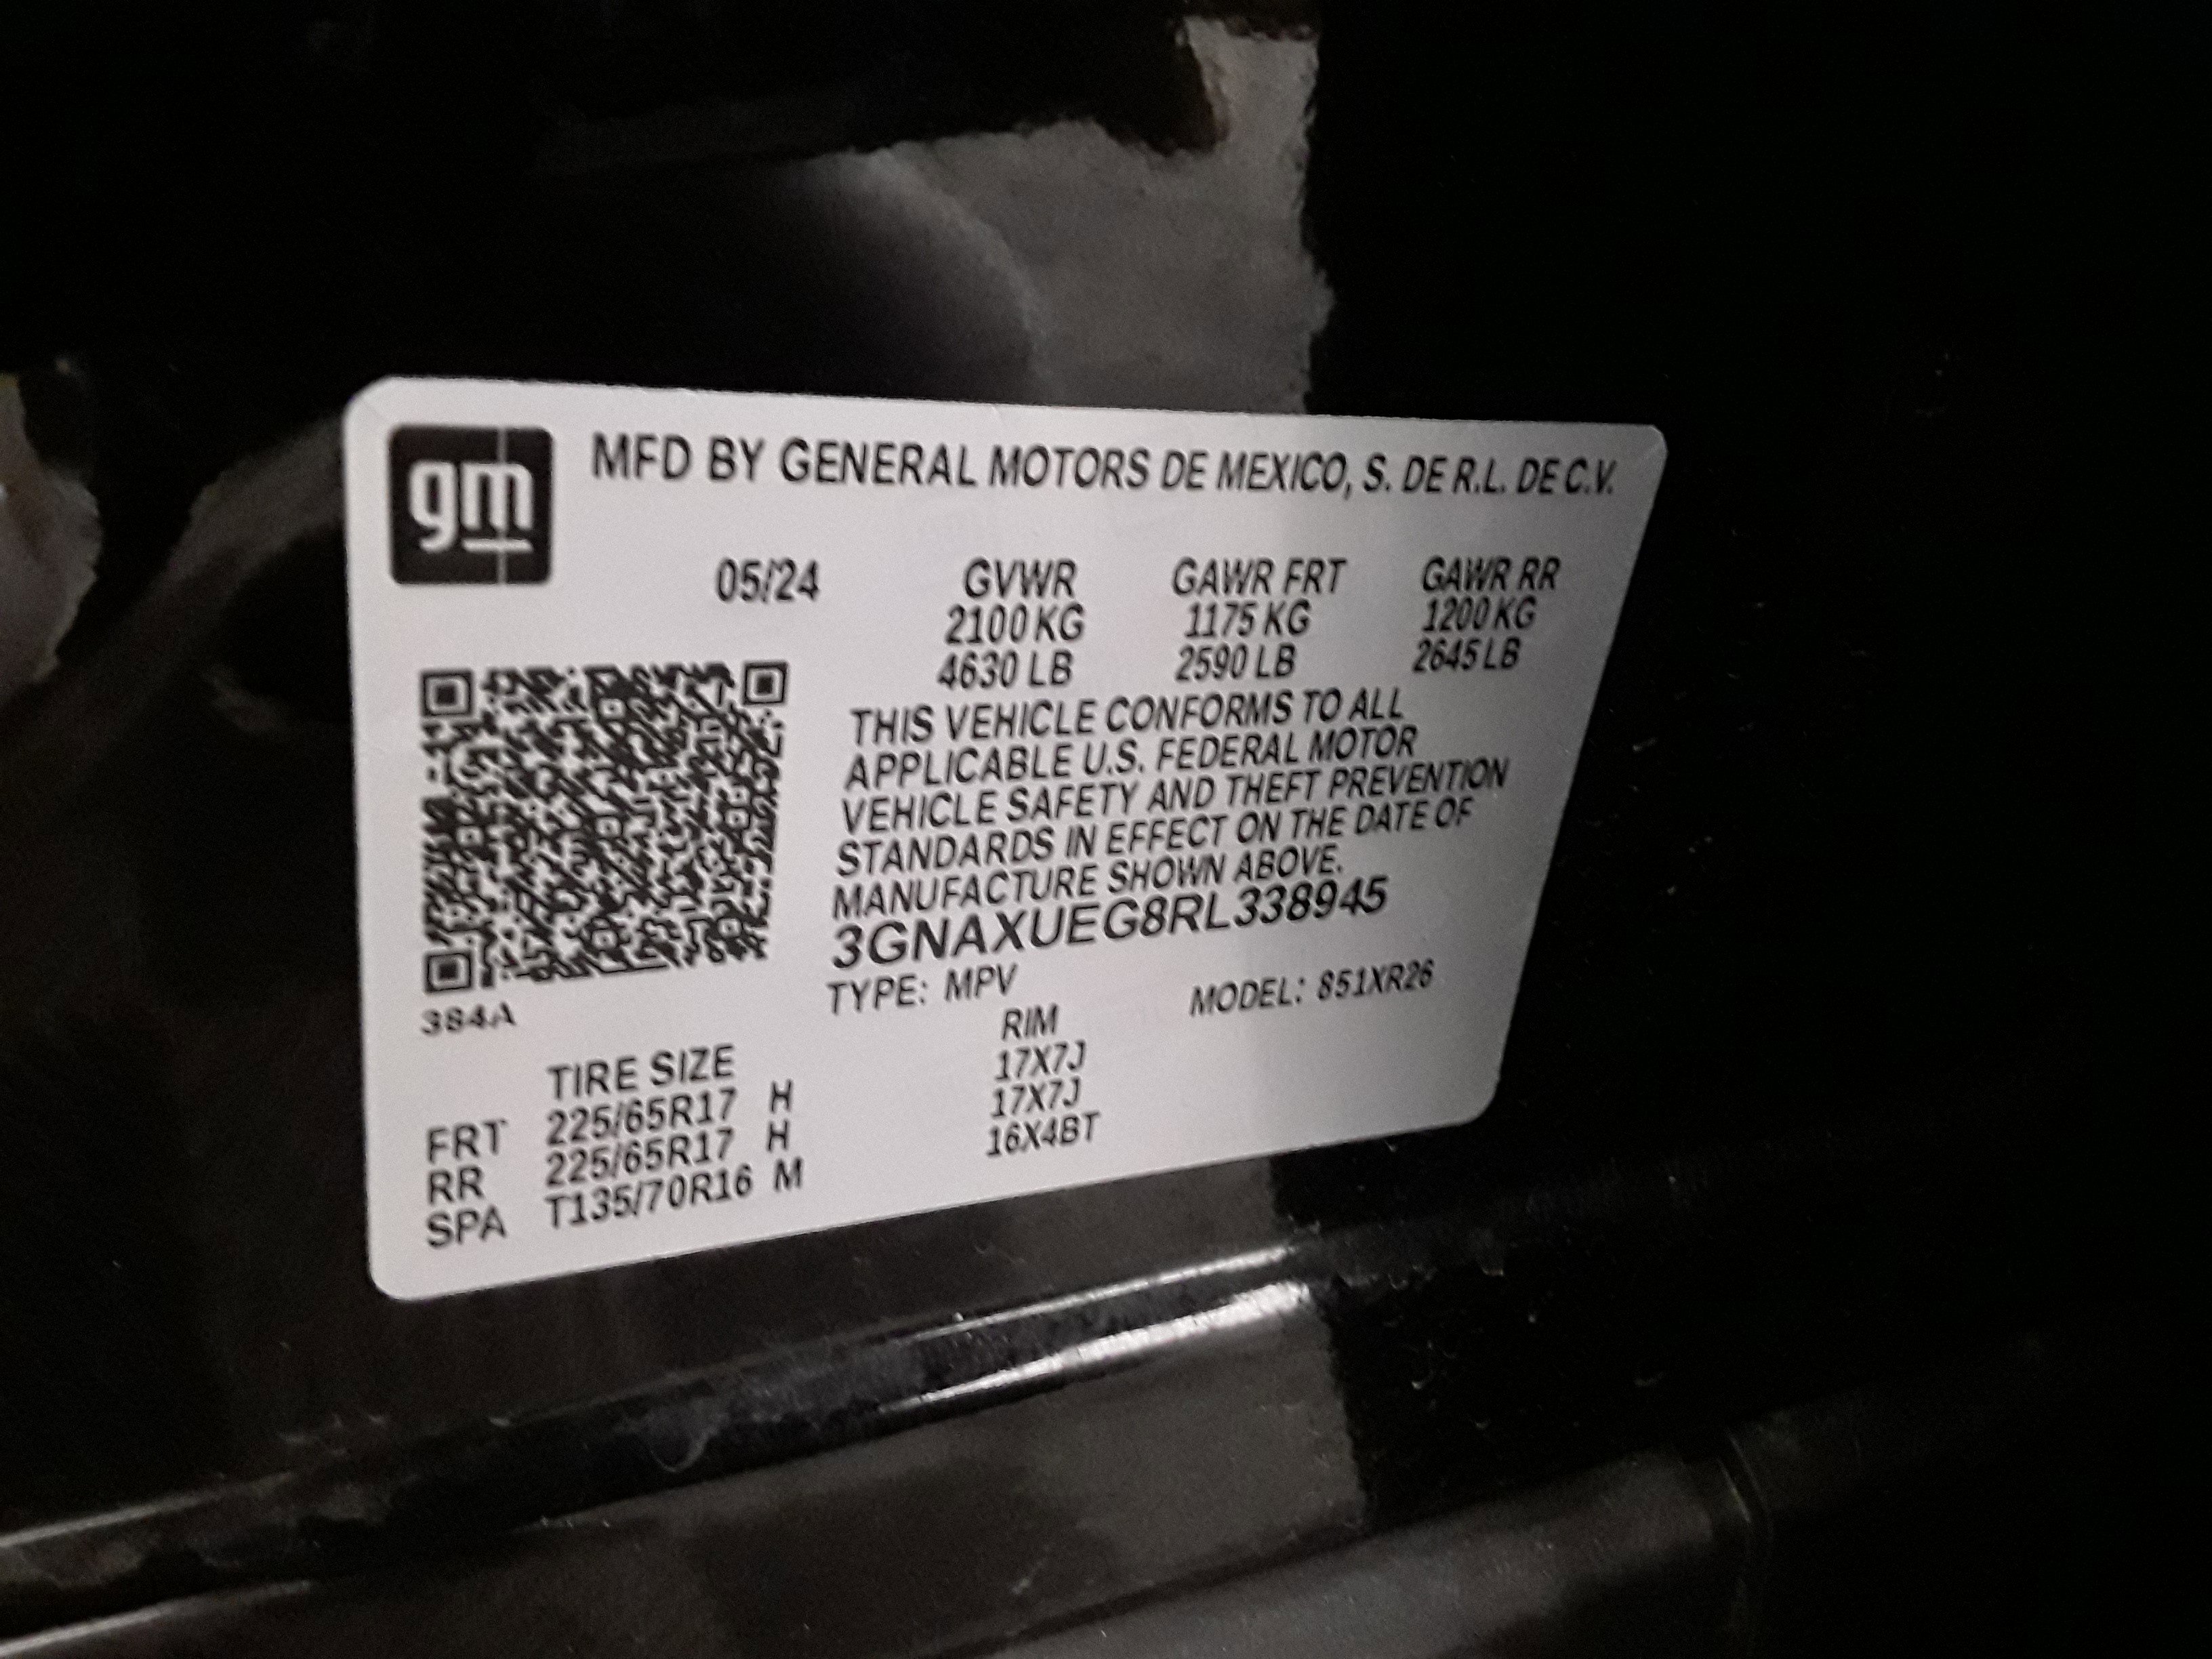 gm
MFD BY GENERAL MOTORS DE MEXICO, S. DE R.L. DE C.V.
05/24 GVWR GAWR FRT GAWR RR
2100 KG 1175 KG 1200 KG
4630 LB 2590 LB 2645 LB
THIS VEHICLE CONFORMS TO ALL
APPLICABLE U.S. FEDERAL MOTOR
VEHICLE SAFETY AND THEFT PREVENTION
STANDARDS IN EFFECT ON THE DATE OF
MANUFACTURE SHOWN ABOVE.
3GNAXUEG8RL338945
TYPE: MPV MODEL: 851XR26
384A
TIRE SIZE RIM
FRT 225/65R17 H 17X7J
RR 225/65R17 H 17X7J
SPA T135/70R16 M 16X4BT